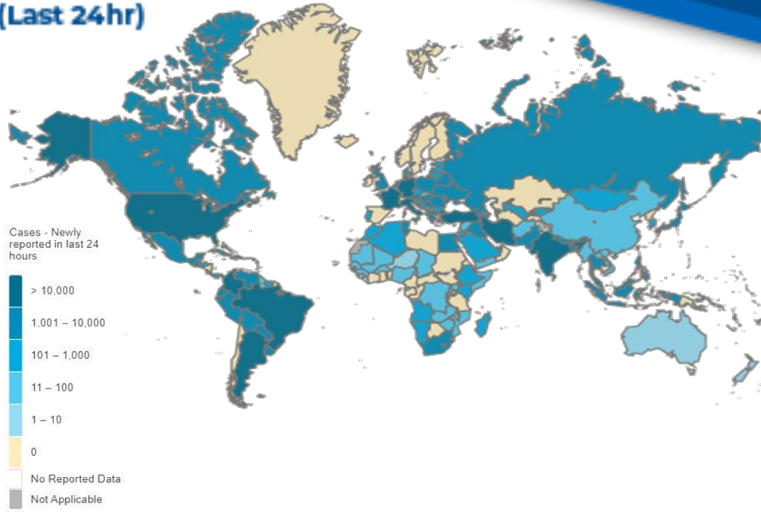 (Last 24hr)
Cases - Newly
reported in last 24
hours
> 10,000
1,001 – 10,000
101 – 1,000
11 – 100
1 – 10
0
No Reported Data
Not Applicable